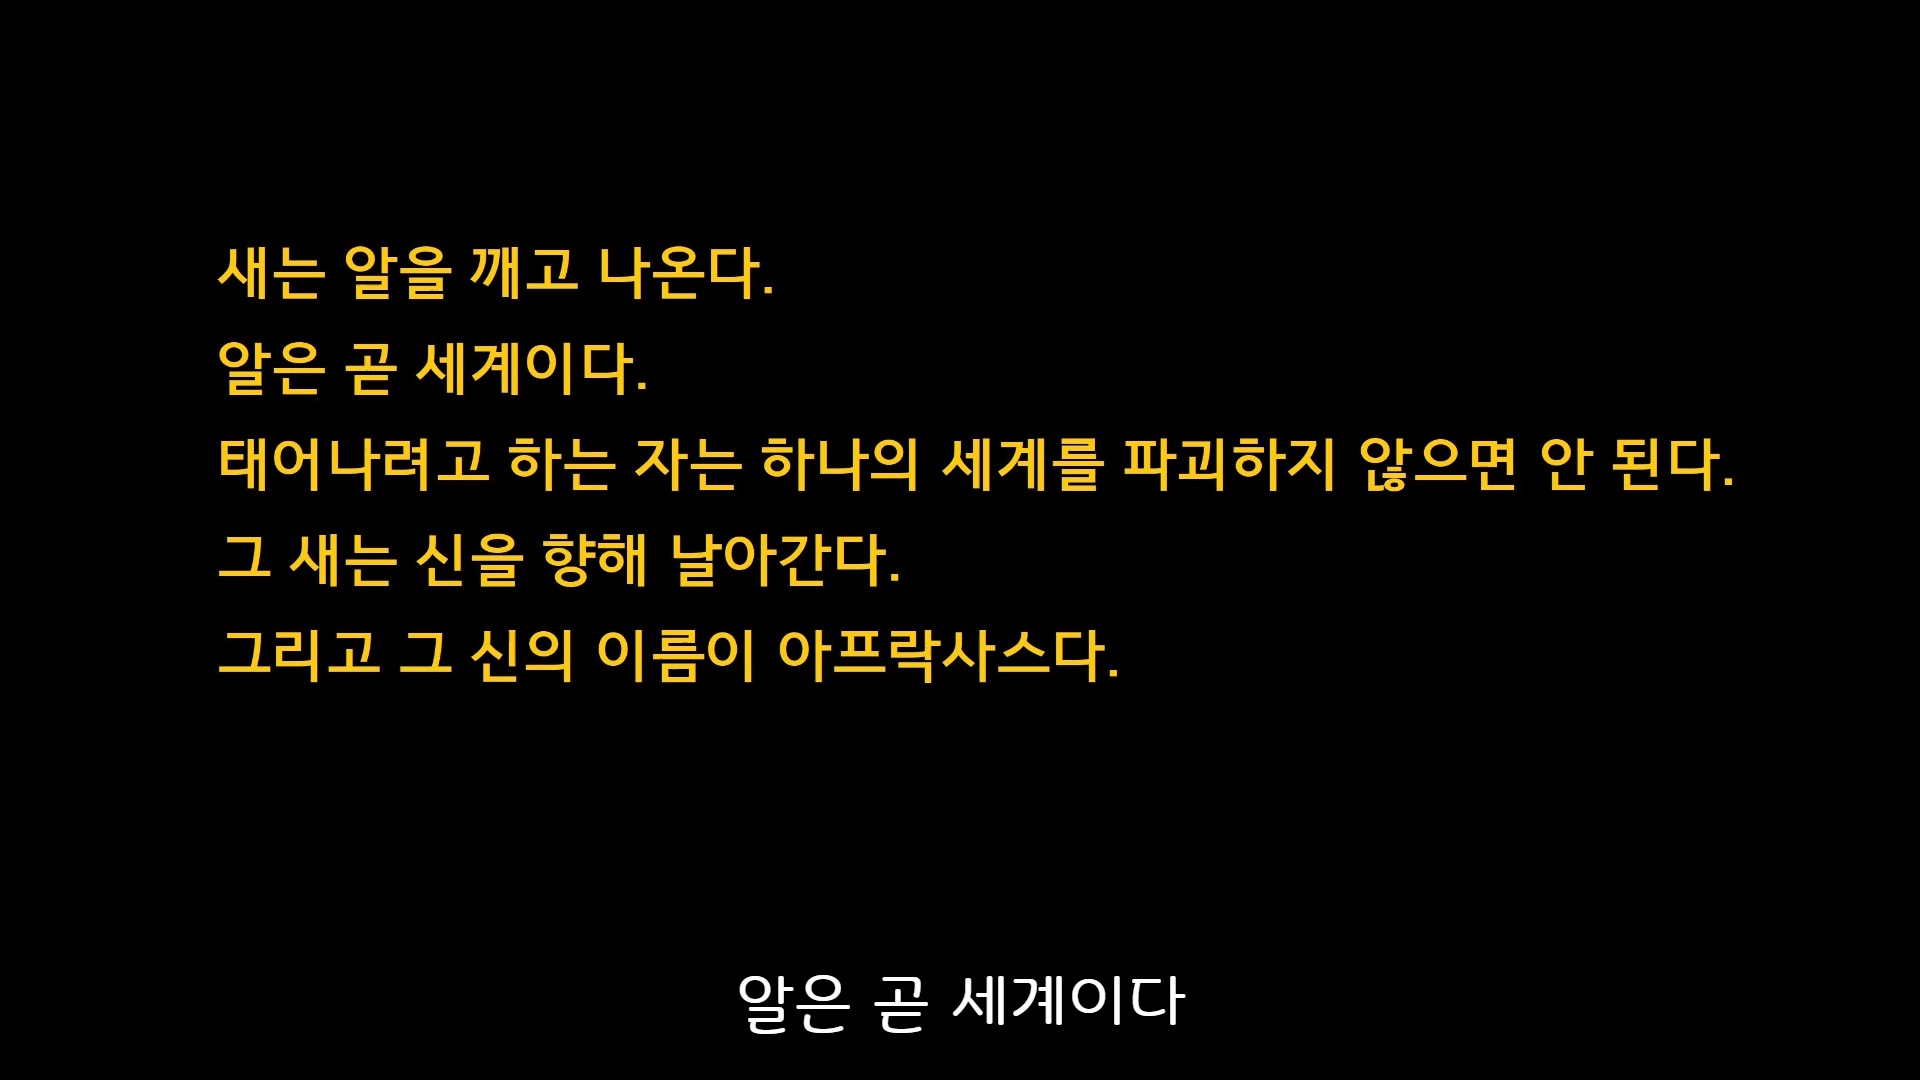 새는 알을 깨고 나온다.
알은 곧 세계이다.
태어나려고 하는 자는 하나의 세계를 파괴하지 않으면 안 된다.
그 새는 신을 향해 날아간다.
그리고 그 신의 이름이 아프락사스다.
알은 곧 세계이다